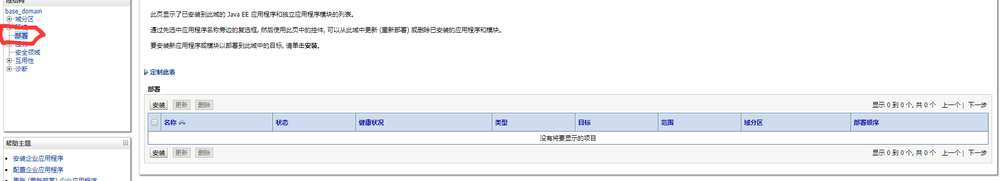 域结构
base_domain
域分区
部署
服务
安全领域
互用性
诊断
帮助主题
安装企业应用程序
配置企业应用程序
更新 (重新部署) 企业应用程序
此页显示了已安装到此域的 Java EE 应用程序和独立应用程序模块的列表。
通过先选中应用程序名称旁边的复选框, 然后使用此页中的控件, 可以从此域中更新 (重新部署) 或删除已安装的应用程序和模块。
要安装新应用程序或模块以部署到此域中的目标, 请单击安装。
定制此表
部署
安装 更新 删除 显示 0 到 0 个, 共 0 个 上一个 | 下一步
名称 状态 健康状况 类型 目标 范围 域分区 部署顺序
没有将要显示的项目
安装 更新 删除 显示 0 到 0 个, 共 0 个 上一个 | 下一步